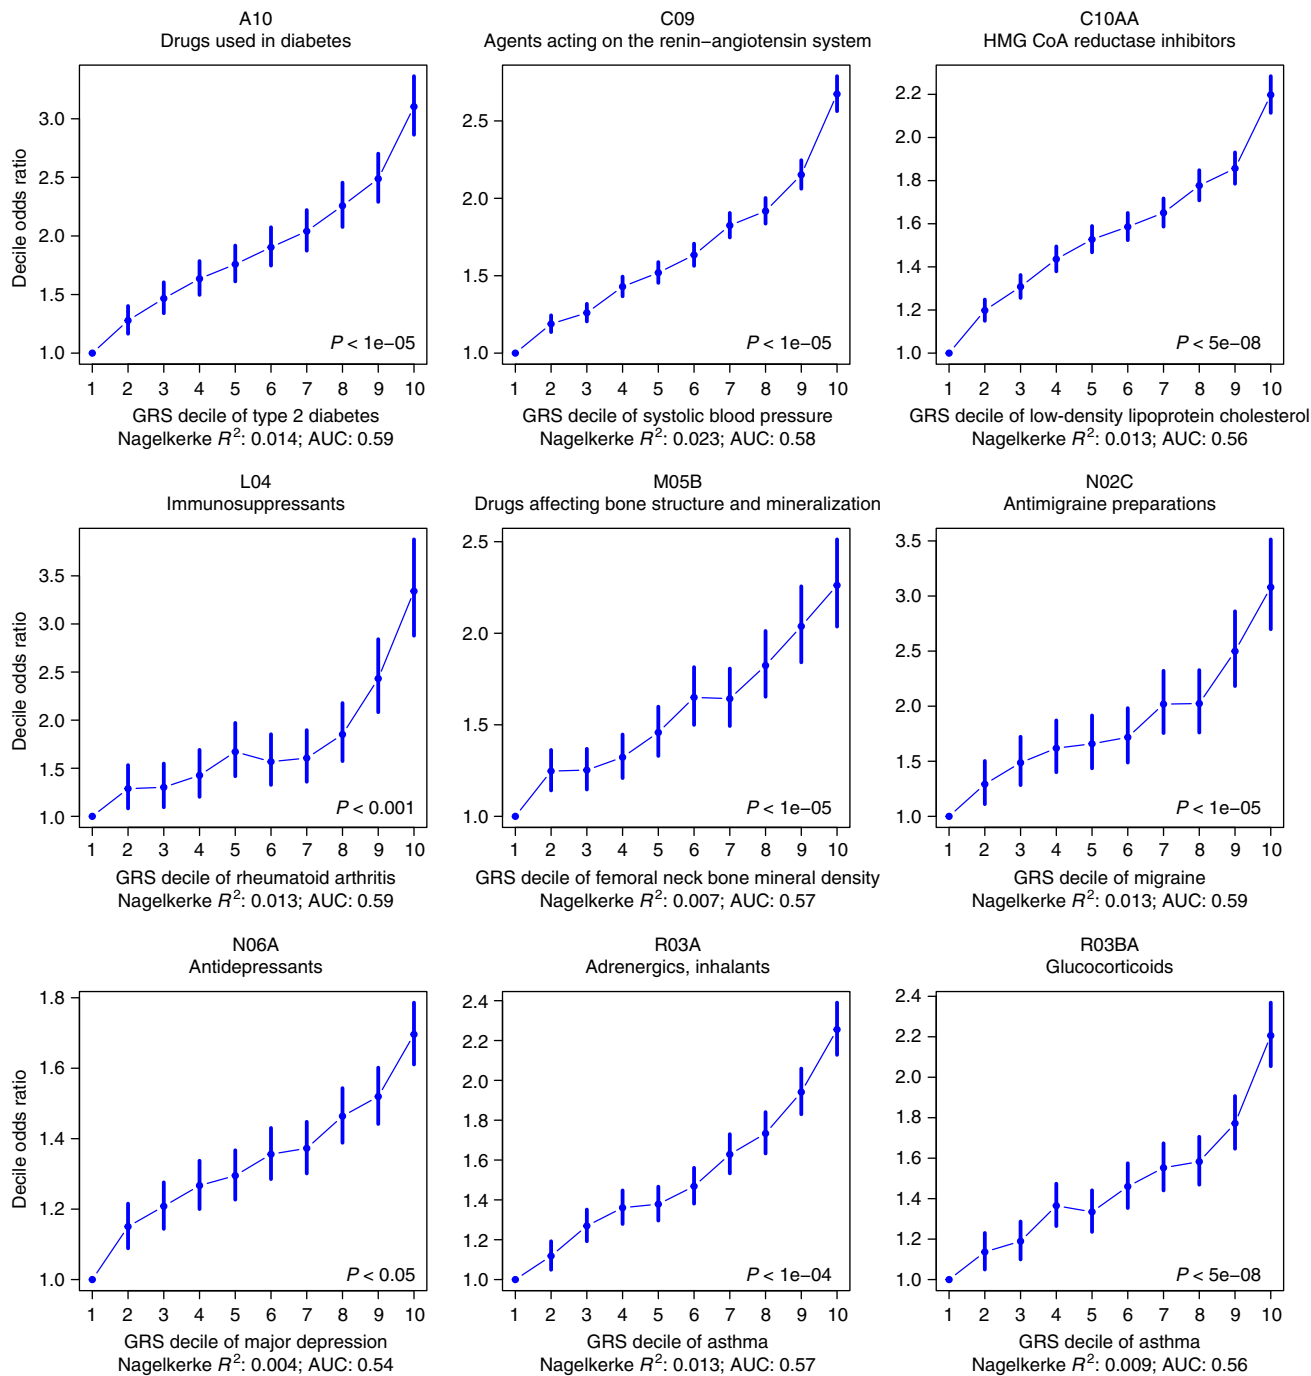 A10
Drugs used in diabetes
Decile odds ratio
3.0
2.5
2.0
1.5
1.0
P < 1e−05
1 2 3 4 5 6 7 8 9 10
GRS decile of type 2 diabetes
Nagelkerke R²: 0.014; AUC: 0.59
C09
Agents acting on the renin−angiotensin system
2.5
2.0
1.5
1.0
P < 1e−05
1 2 3 4 5 6 7 8 9 10
GRS decile of systolic blood pressure
Nagelkerke R²: 0.023; AUC: 0.58
C10AA
HMG CoA reductase inhibitors
2.2
2.0
1.8
1.6
1.4
1.2
1.0
P < 5e−08
1 2 3 4 5 6 7 8 9 10
GRS decile of low-density lipoprotein cholesterol
Nagelkerke R²: 0.013; AUC: 0.56
L04
Immunosuppressants
Decile odds ratio
3.5
3.0
2.5
2.0
1.5
1.0
P < 0.001
1 2 3 4 5 6 7 8 9 10
GRS decile of rheumatoid arthritis
Nagelkerke R²: 0.013; AUC: 0.59
M05B
Drugs affecting bone structure and mineralization
2.5
2.0
1.5
1.0
P < 1e−05
1 2 3 4 5 6 7 8 9 10
GRS decile of femoral neck bone mineral density
Nagelkerke R²: 0.007; AUC: 0.57
N02C
Antimigraine preparations
3.5
3.0
2.5
2.0
1.5
1.0
P < 1e−05
1 2 3 4 5 6 7 8 9 10
GRS decile of migraine
Nagelkerke R²: 0.013; AUC: 0.59
N06A
Antidepressants
Decile odds ratio
1.8
1.6
1.4
1.2
1.0
P < 0.05
1 2 3 4 5 6 7 8 9 10
GRS decile of major depression
Nagelkerke R²: 0.004; AUC: 0.54
R03A
Adrenergics, inhalants
2.4
2.2
2.0
1.8
1.6
1.4
1.2
1.0
P < 1e−04
1 2 3 4 5 6 7 8 9 10
GRS decile of asthma
Nagelkerke R²: 0.013; AUC: 0.57
R03BA
Glucocorticoids
2.4
2.2
2.0
1.8
1.6
1.4
1.2
1.0
P < 5e−08
1 2 3 4 5 6 7 8 9 10
GRS decile of asthma
Nagelkerke R²: 0.009; AUC: 0.56